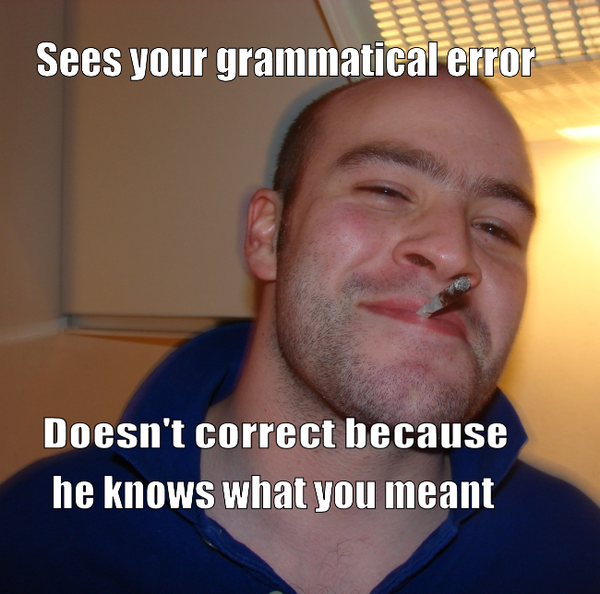 Sees your grammatical error
Doesn't correct because
he knows what you meant